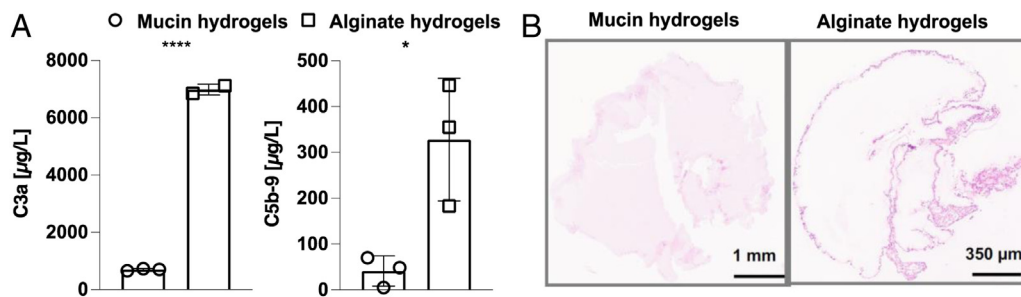 A
Mucin hydrogels
Alginate hydrogels
****
C3a [µg/L]
8000
6000
4000
2000
0
*
C5b-9 [µg/L]
500
400
300
200
100
0
B
Mucin hydrogels
Alginate hydrogels
1 mm
350 µm